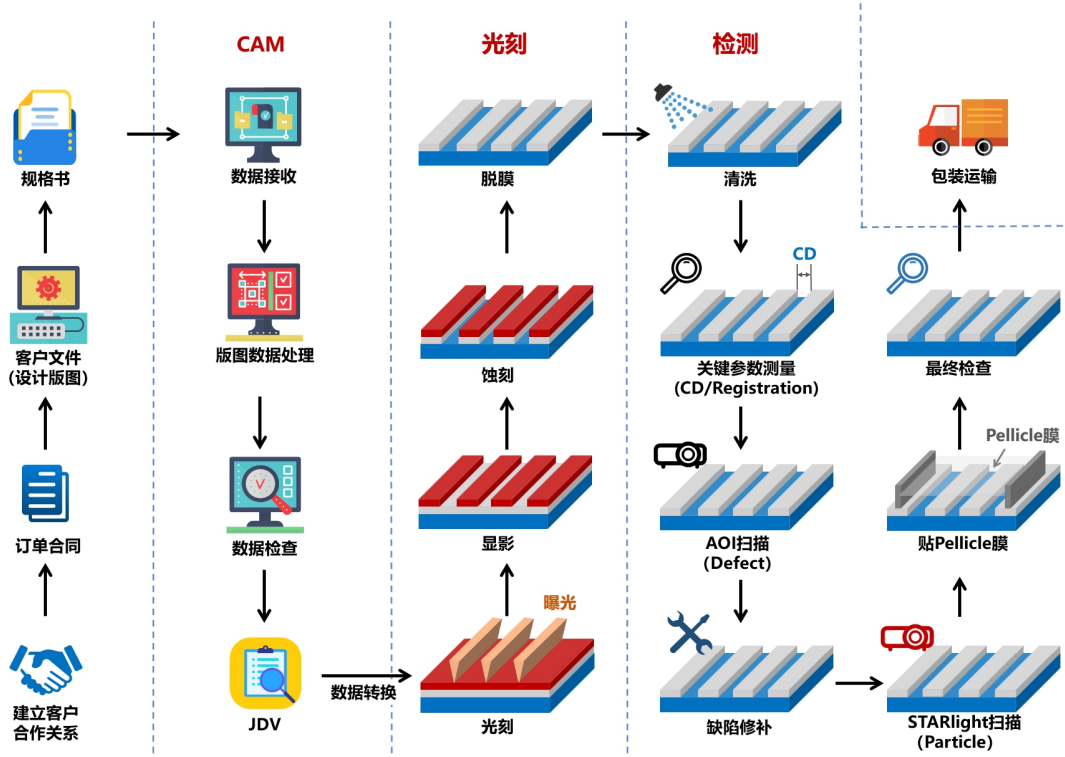 CAM
光刻
检测
规格书
客户文件
(设计版图)
订单合同
建立客户
合作关系
数据接收
版图数据处理
数据检查
JDV
数据转换
脱膜
蚀刻
显影
曝光
光刻
清洗
CD
关键参数测量
(CD/Registration)
AOI扫描
(Defect)
缺陷修补
包装运输
最终检查
Pellicle膜
贴Pellicle膜
STARlight扫描
(Particle)